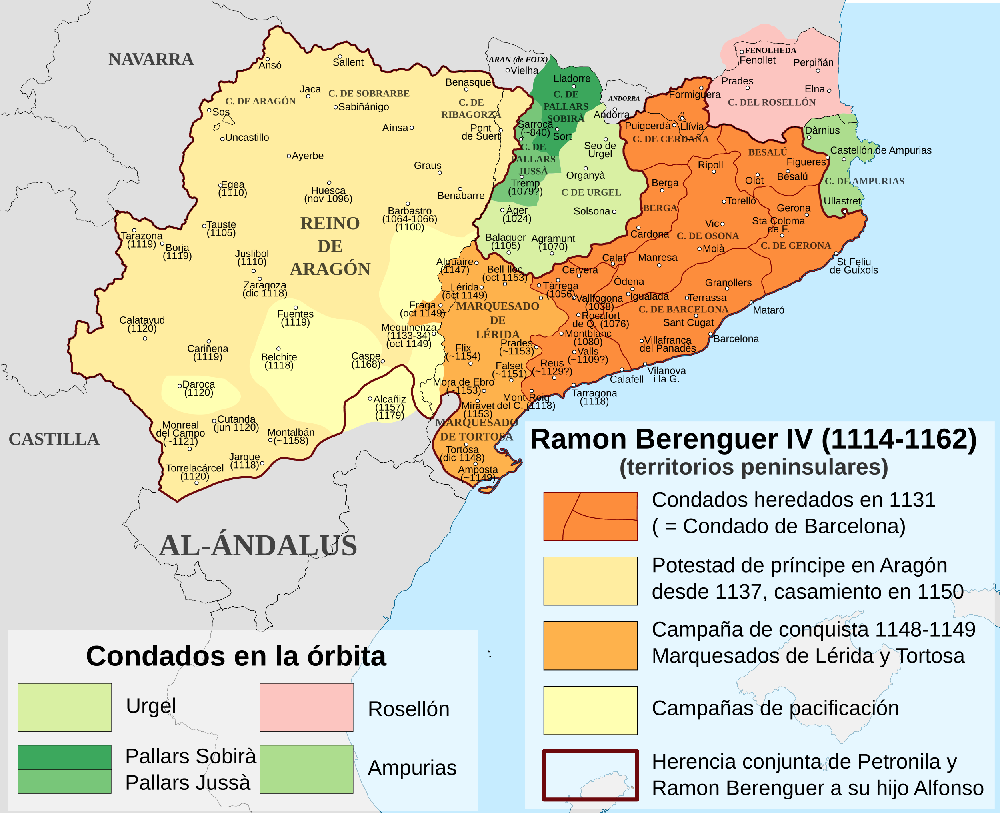 NAVARRA
ARAN (de FOIX)
Vielha
Lladorre
C. DE
PALLARS
SOBIRÀ
ANDORRA
Andorra
Formiguera
FENOLHEDA
Fenollet
Perpiñán
Prades
Elna
C. DEL ROSELLÓN
Ansó
Sallent
Jaca
C. DE SOBRARBE
C. DE ARAGÓN
Sos
Sabiñánigo
Benasque
C. DE
RIBAGORZA
Aínsa
Pont
de Suert
Uncastillo
Ayerbe
Graus
Egea
(1110)
Huesca
(nov 1096)
Benabarre
Barbastro
(1064-1066)
(1100)
Sarroca
(~840)
Sort
C. DE
PALLARS
JUSSÀ
Tremp
(1079?)
Seo de
Urgel
Organyà
C DE URGEL
Solsona
Àger
(1024)
Balaguer
(1105)
Agramunt
(1070)
Puigcerdà
Llívia
C. DE CERDAÑA
BESALÚ
Ripoll
Olot
Besalú
Figueres
Dàrnius
Castellón de Ampurias
C. DE AMPURIAS
Ullastret
Berga
BERGA
Torelló
Gerona
Vic
Sta Coloma
de F.
Cardona
C. DE OSONA
C. DE GERONA
Moià
St Feliu
de Guíxols
REINO
DE
ARAGÓN
Tauste
(1105)
Tarazona
(1119)
Borja
(1119)
Juslibol
(1110)
Zaragoza
(dic 1118)
Fuentes
(1119)
Calatayud
(1120)
Cariñena
(1119)
Belchite
(1118)
Caspe
(1168)
Daroca
(1120)
Alcañiz
(1157)
(1179)
Cutanda
(jun 1120)
Monreal
del Campo
(~1121)
Montalbán
(~1158)
Jarque
(1118)
Torrelacárcel
(1120)
Alguaire
(1147)
Bell-lloc
(oct 1153)
Lérida
(oct 1149)
Fraga
(oct 1149)
MARQUESADO
DE
LÉRIDA
Mequinenza
(1133-34)
(oct 1149)
Flix
(~1154)
Prades
(~1153)
Falset
(~1151)
Mora de Ebro
(~1153)
Miravet
(1153)
Mont-Roig
del C. (1118)
MARQUESADO
DE TORTOSA
Tortosa
(dic 1148)
Amposta
(~1149)
Calaf
Manresa
Cervera
Tàrrega
(1056)
Òdena
Igualada
Vallfogona
(1038)
Granollers
Terrassa
C. DE BARCELONA
Sant Cugat
Mataró
Rocafort
de Q. (1076)
Montblanc
(1080)
Valls
(~1109?)
Reus
(~1129?)
Villafranca
del Panadés
Barcelona
Vilanova
i la G.
Calafell
Tarragona
(1118)
CASTILLA
AL-ÁNDALUS
Ramon Berenguer IV (1114-1162)
(territorios peninsulares)
Condados heredados en 1131
( = Condado de Barcelona)
Potestad de príncipe en Aragón
desde 1137, casamiento en 1150
Campaña de conquista 1148-1149
Marquesados de Lérida y Tortosa
Campañas de pacificación
Herencia conjunta de Petronila y
Ramon Berenguer a su hijo Alfonso
Condados en la órbita
Urgel
Rosellón
Pallars Sobirà
Pallars Jussà
Ampurias